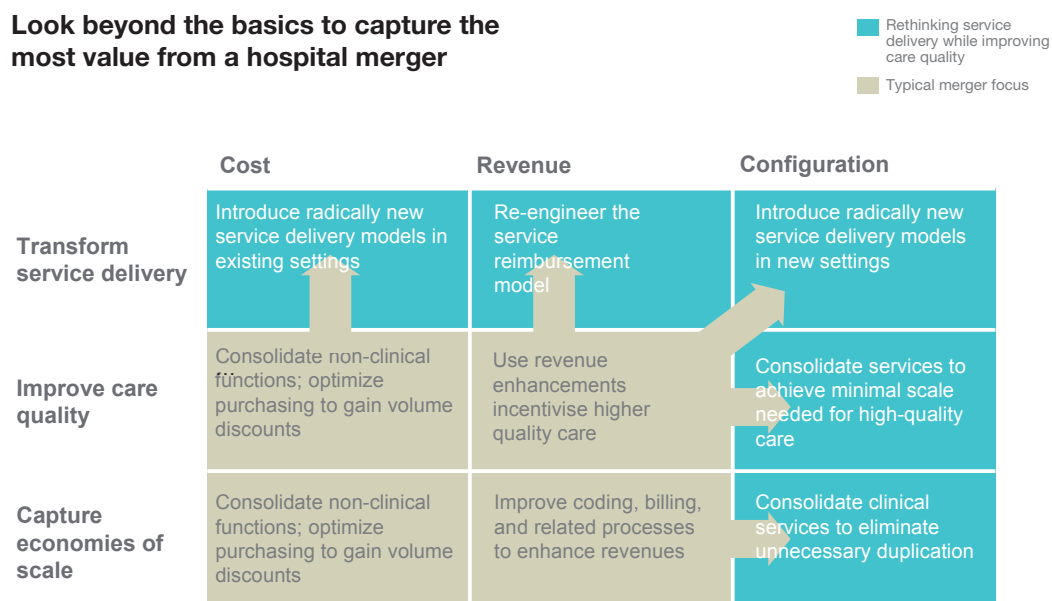 Look beyond the basics to capture the
most value from a hospital merger
Rethinking service
delivery while improving
care quality
Typical merger focus
Cost
Revenue
Configuration
Transform
service delivery
Introduce radically new
service delivery models in
existing settings
Re-engineer the
service
reimbursement
model
Introduce radically new
service delivery models
in new settings
Improve care
quality
Consolidate non-clinical
...
functions; optimize
purchasing to gain volume
discounts
Use revenue
enhancements
incentivise higher
quality care
Consolidate services to
achieve minimal scale
needed for high-quality
care
Capture
economies of
scale
Consolidate non-clinical
functions; optimize
purchasing to gain volume
discounts
Improve coding, billing,
and related processes
to enhance revenues
Consolidate clinical
services to eliminate
unnecessary duplication